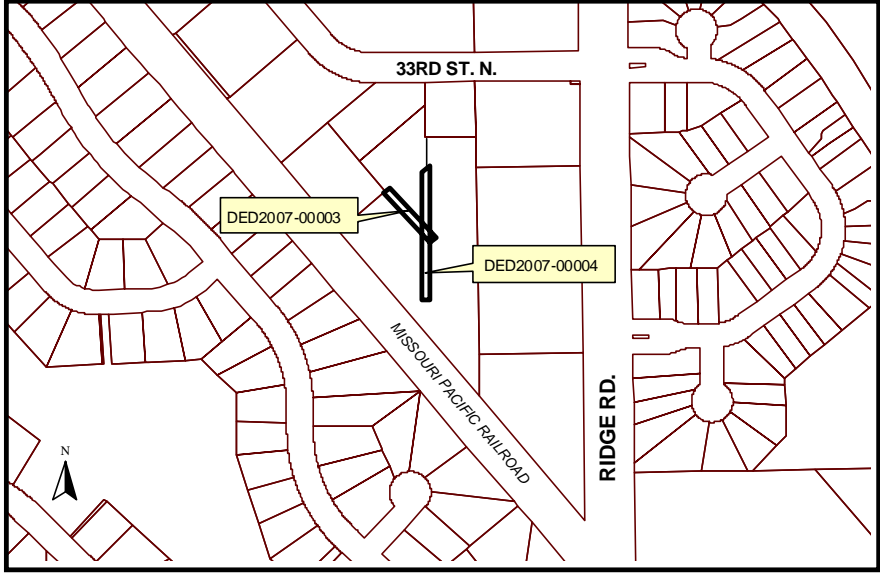 33RD ST. N.
DED2007-00003
DED2007-00004
MISSOURI PACIFIC RAILROAD
RIDGE RD.
N